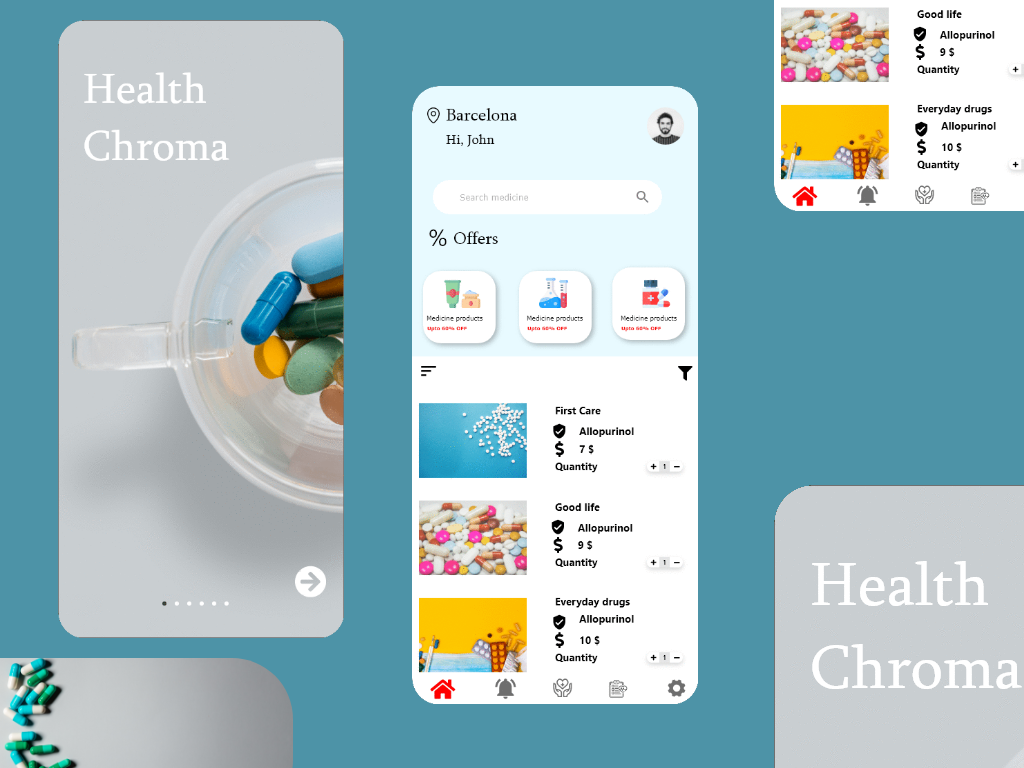 Health
Chroma
Barcelona
Hi, John
Search medicine
% Offers
Medicine products
Upto 60% OFF
Medicine products
Upto 60% OFF
Medicine products
Upto 60% OFF
First Care
Allopurinol
$ 7 $
Quantity
+ 1 −
Good life
Allopurinol
$ 9 $
Quantity
+ 1 −
Everyday drugs
Allopurinol
$ 10 $
Quantity
+ 1 −
Good life
Allopurinol
$ 9 $
Quantity
+
Everyday drugs
Allopurinol
$ 10 $
Quantity
+
Health
Chroma